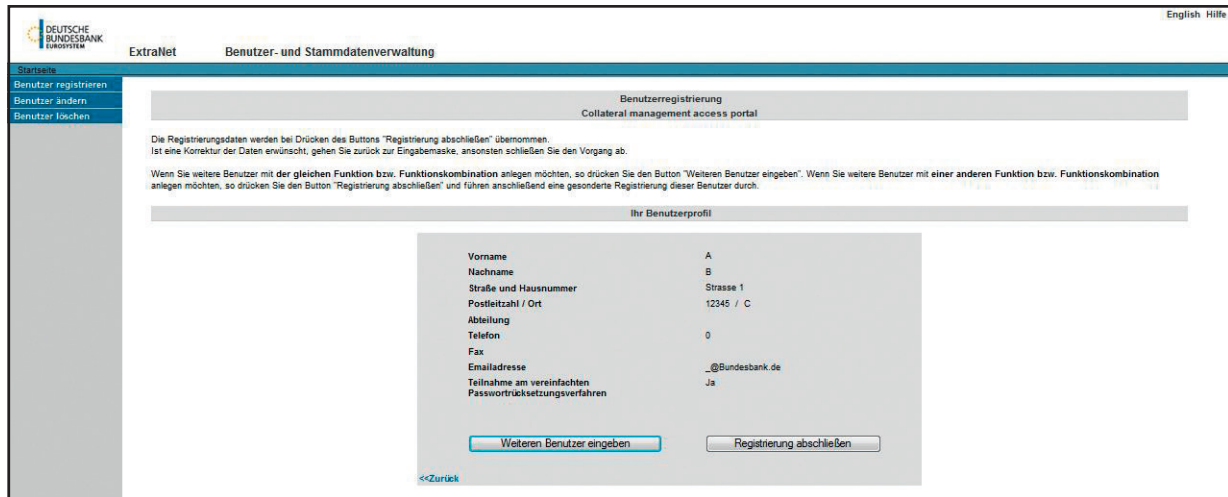 English Hilfe
DEUTSCHE
BUNDESBANK
EUROSYSTEM
ExtraNet Benutzer- und Stammdatenverwaltung
Startseite
Benutzer registrieren
Benutzer ändern
Benutzer löschen
Benutzerregistrierung
Collateral management access portal
Die Registrierungsdaten werden bei Drücken des Buttons "Registrierung abschließen" übernommen.
Ist eine Korrektur der Daten erwünscht, gehen Sie zurück zur Eingabemaske, ansonsten schließen Sie den Vorgang ab.
Wenn Sie weitere Benutzer mit der gleichen Funktion bzw. Funktionskombination anlegen möchten, so drücken Sie den Button "Weiteren Benutzer eingeben". Wenn Sie weitere Benutzer mit einer anderen Funktion bzw. Funktionskombination
anlegen möchten, so drücken Sie den Button "Registrierung abschließen" und führen anschließend eine gesonderte Registrierung dieser Benutzer durch.
Ihr Benutzerprofil
Vorname A
Nachname B
Straße und Hausnummer Strasse 1
Postleitzahl / Ort 12345 / C
Abteilung
Telefon 0
Fax
Emailadresse _@Bundesbank.de
Teilnahme am vereinfachten Ja
Passwortrücksetzungsverfahren
Weiteren Benutzer eingeben Registrierung abschließen
<<Zurück